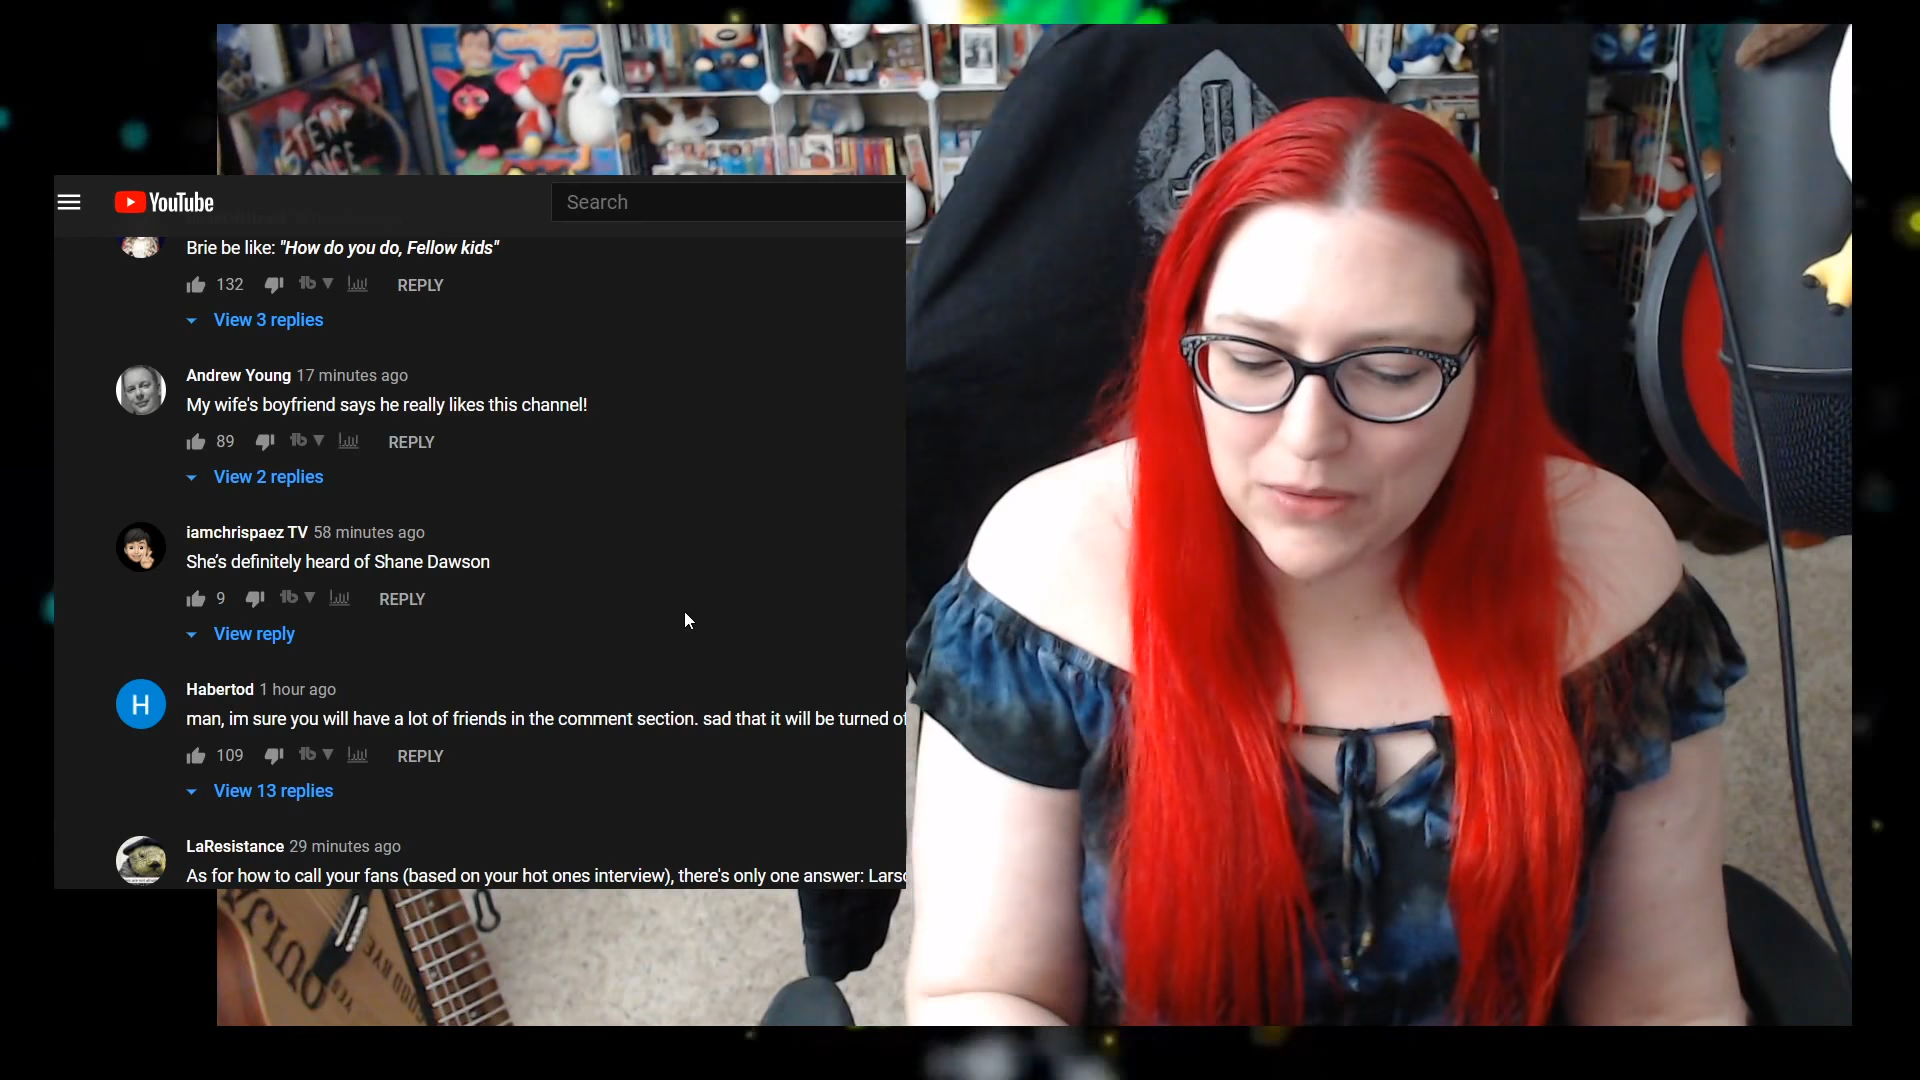 YouTube
Search
Brie be like: "How do you do, Fellow kids"
132 REPLY
View 3 replies
Andrew Young 17 minutes ago
My wife's boyfriend says he really likes this channel!
89 REPLY
View 2 replies
iamchrispaez TV 58 minutes ago
She's definitely heard of Shane Dawson
9 REPLY
View reply
H
Habertod 1 hour ago
man, im sure you will have a lot of friends in the comment section. sad that it will be turned of
109 REPLY
View 13 replies
LaResistance 29 minutes ago
As for how to call your fans (based on your hot ones interview), there's only one answer: Lars